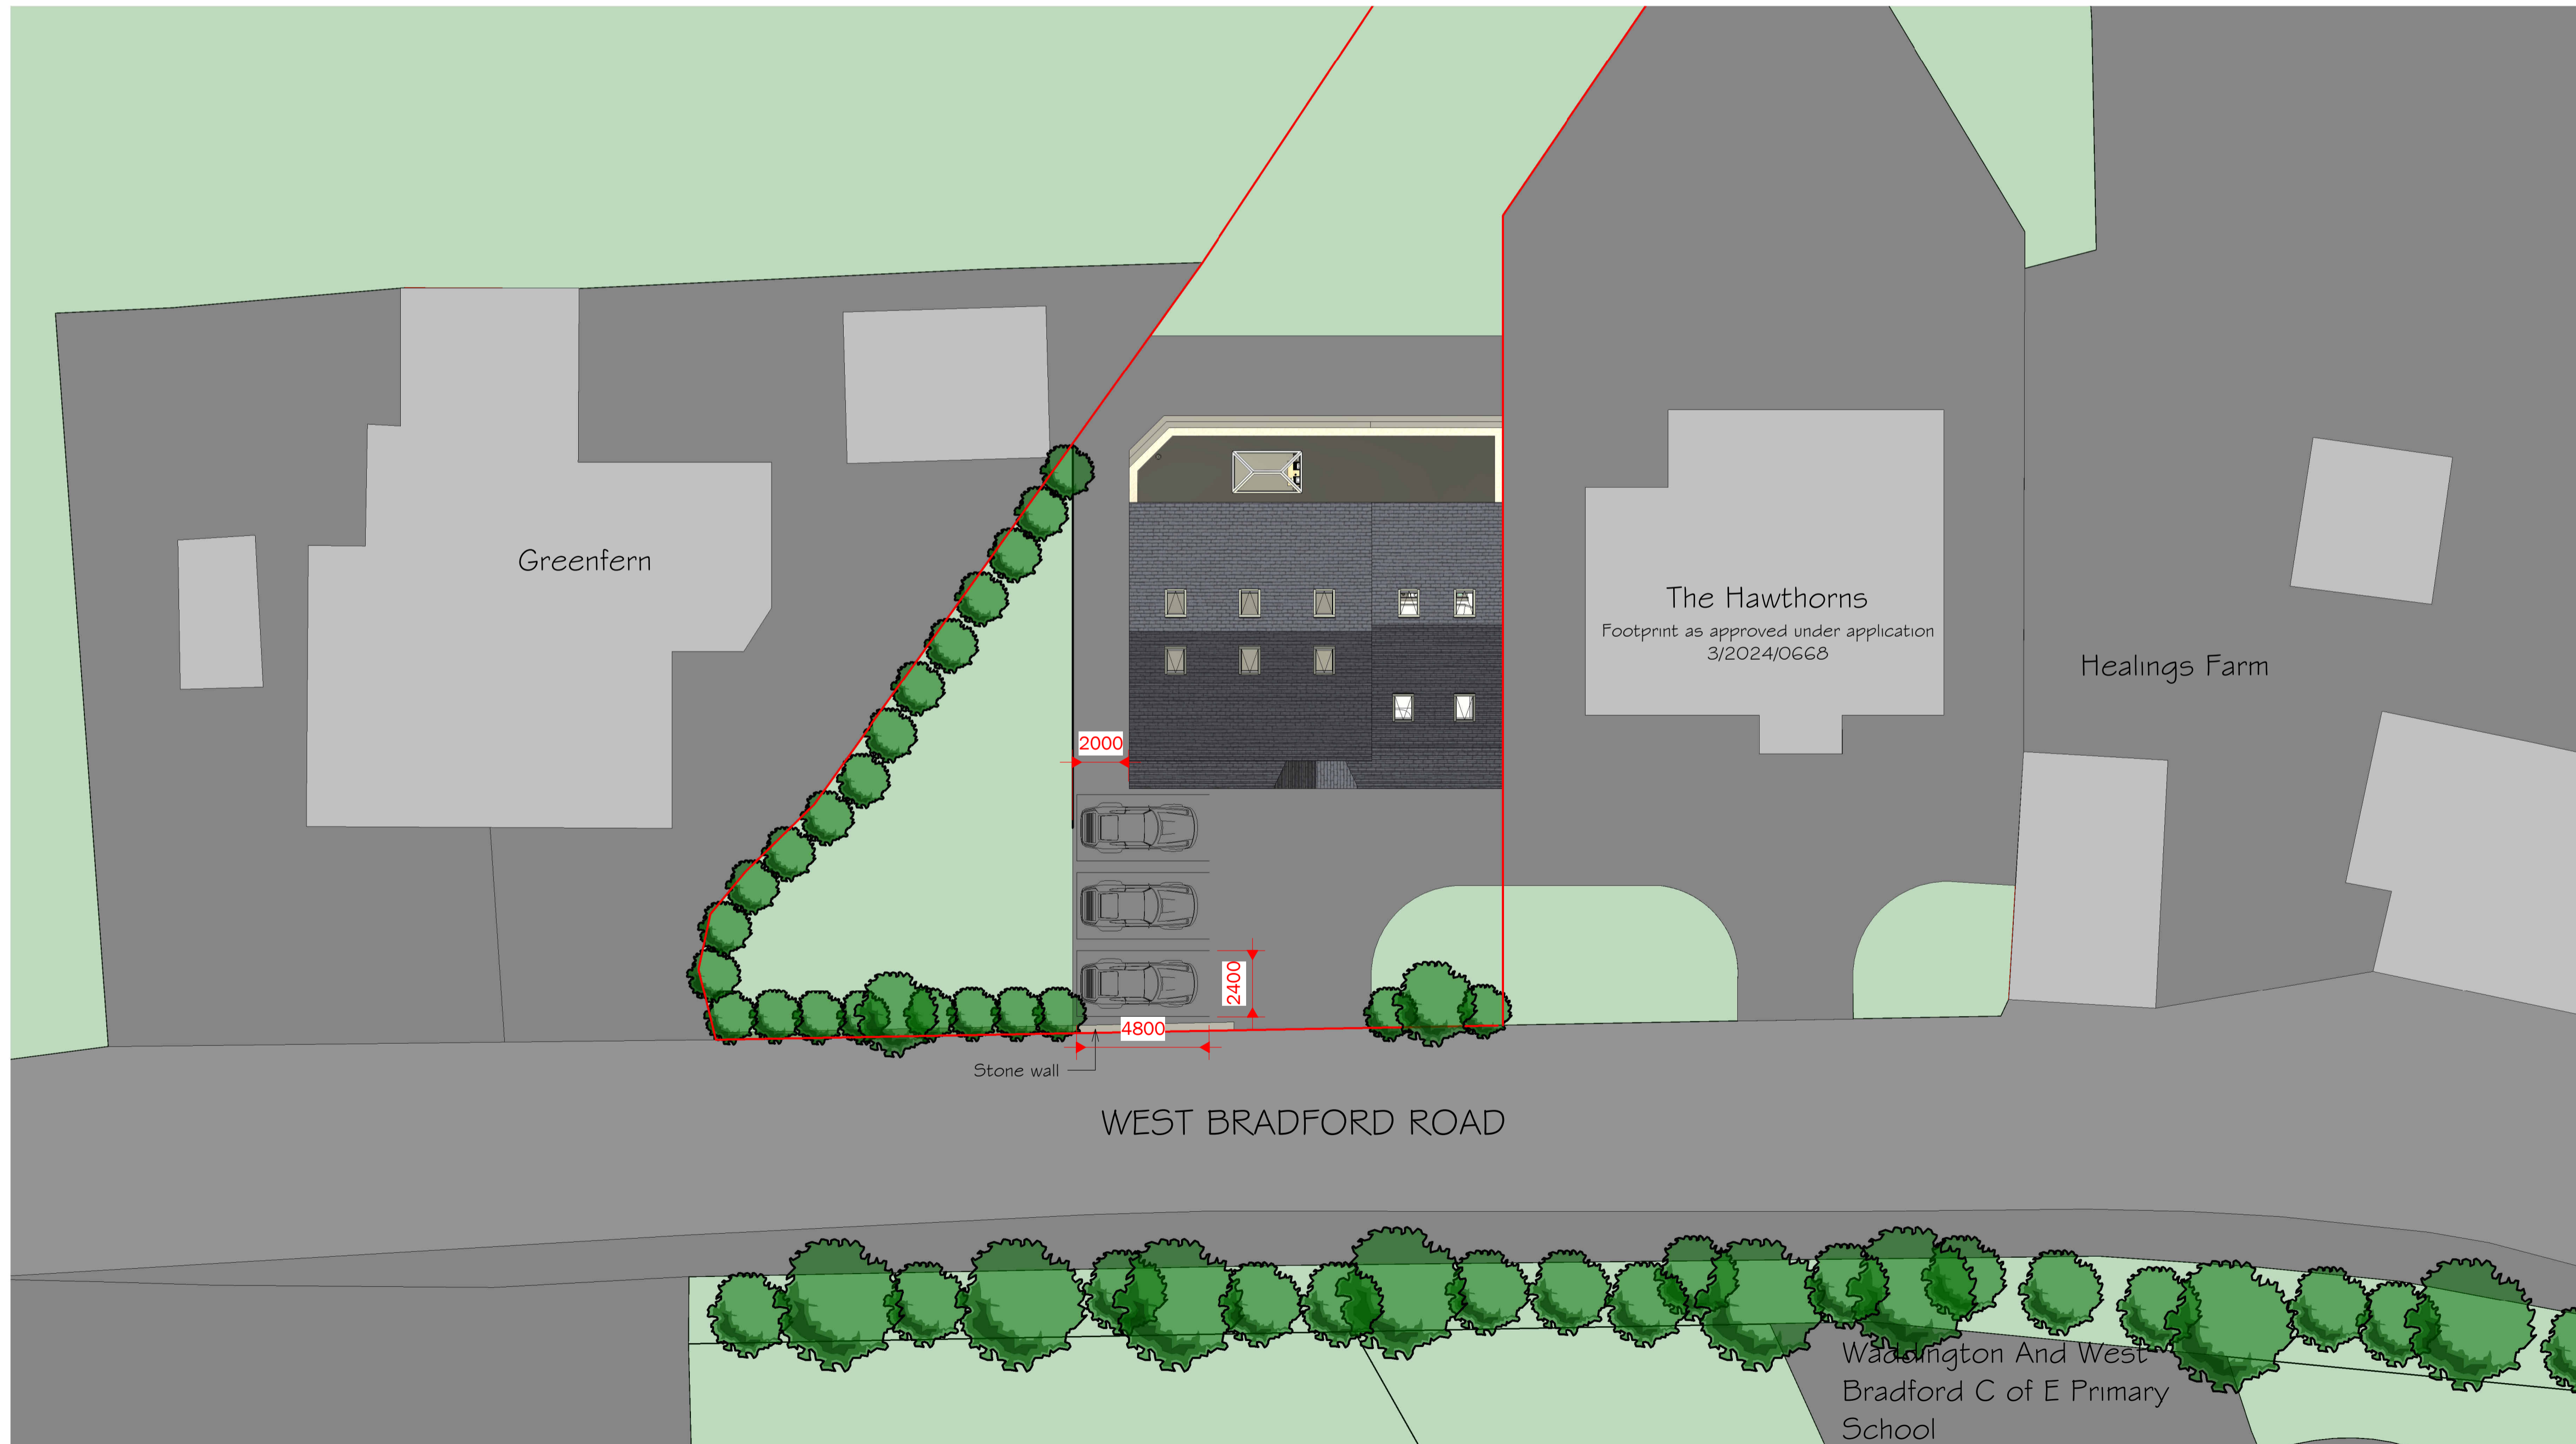 Greenfern
The Hawthorns
Footprint as approved under application
3/2024/0668
Healings Farm
2000
2400
4800
Stone wall
WEST BRADFORD ROAD
Waddington And West
Bradford C of E Primary
School